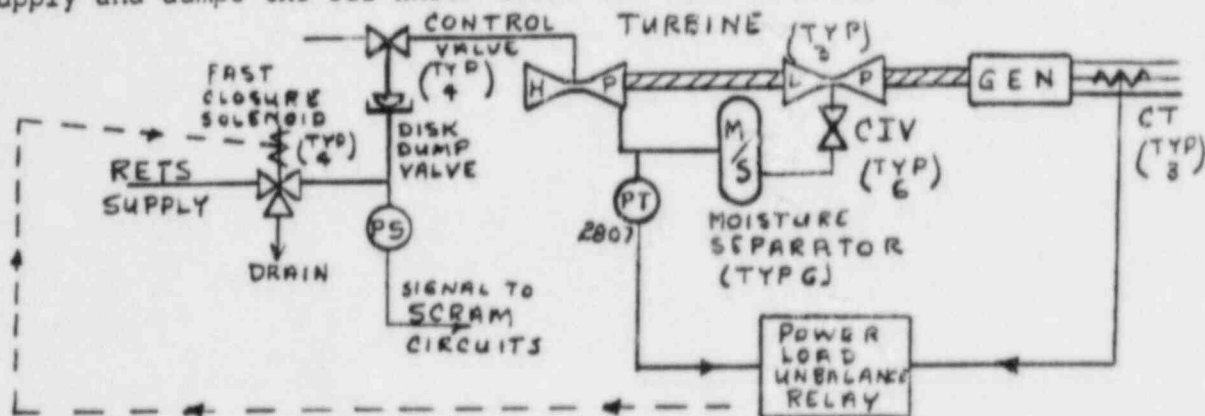 supply and dumps the
CONTROL
VALVE
(TYP
4)
TURBINE
(TYP
3)
FAST
CLOSURE
SOLENOID
(TYP
4)
DISK
DUMP
VALVE
H P
L P
GEN
CT
(TYP
3)
M/S
CIV
(TYP
6)
RETS
SUPPLY
PS
PT
2807
MOISTURE
SEPARATOR
(TYP 6)
DRAIN
SIGNAL TO
SCRAM
CIRCUITS
POWER
LOAD
UNBALANCE
RELAY